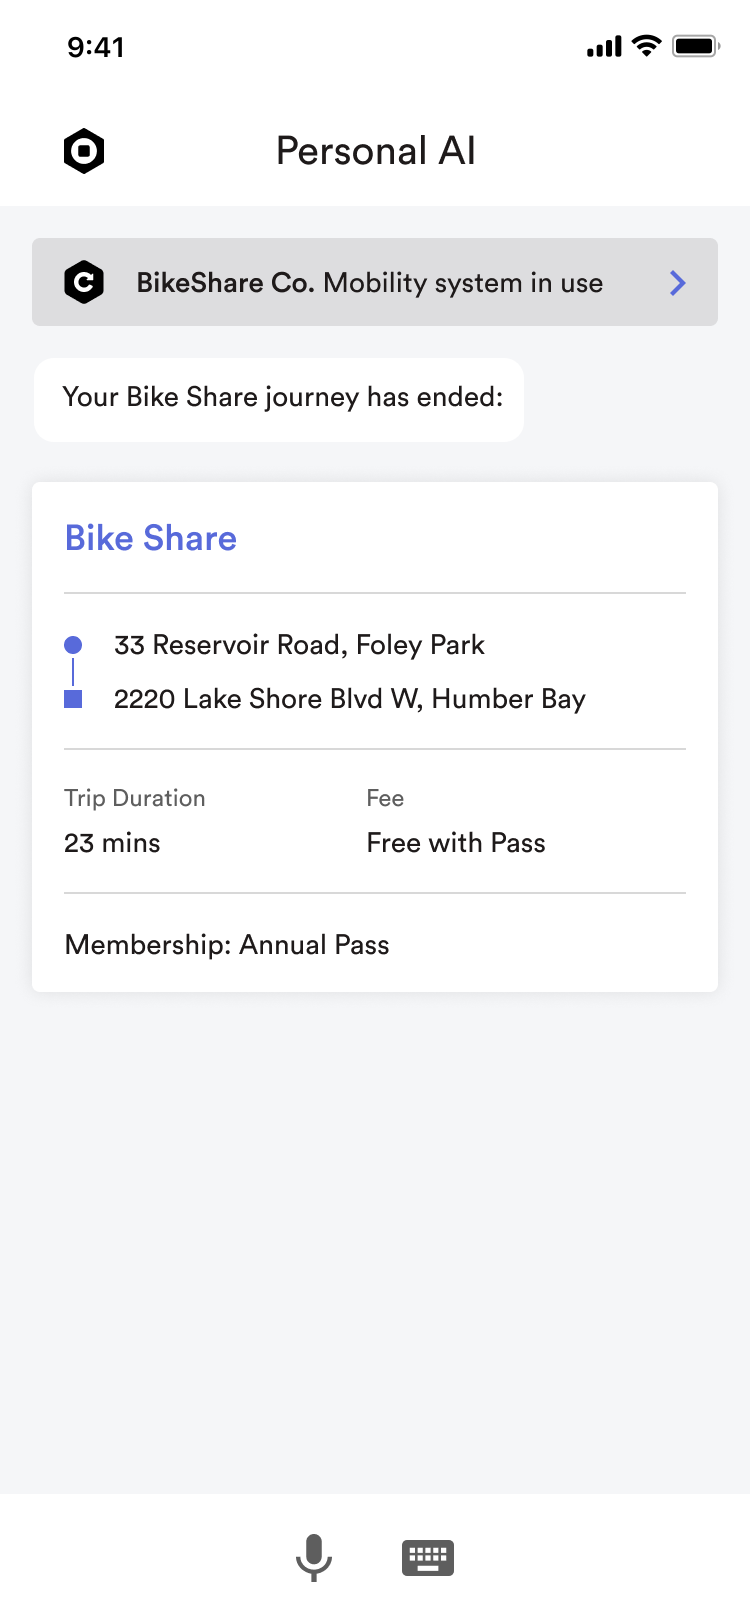 9:41
Personal AI
BikeShare Co. Mobility system in use
Your Bike Share journey has ended:
Bike Share
33 Reservoir Road, Foley Park
2220 Lake Shore Blvd W, Humber Bay
Trip Duration
Fee
23 mins
Free with Pass
Membership: Annual Pass